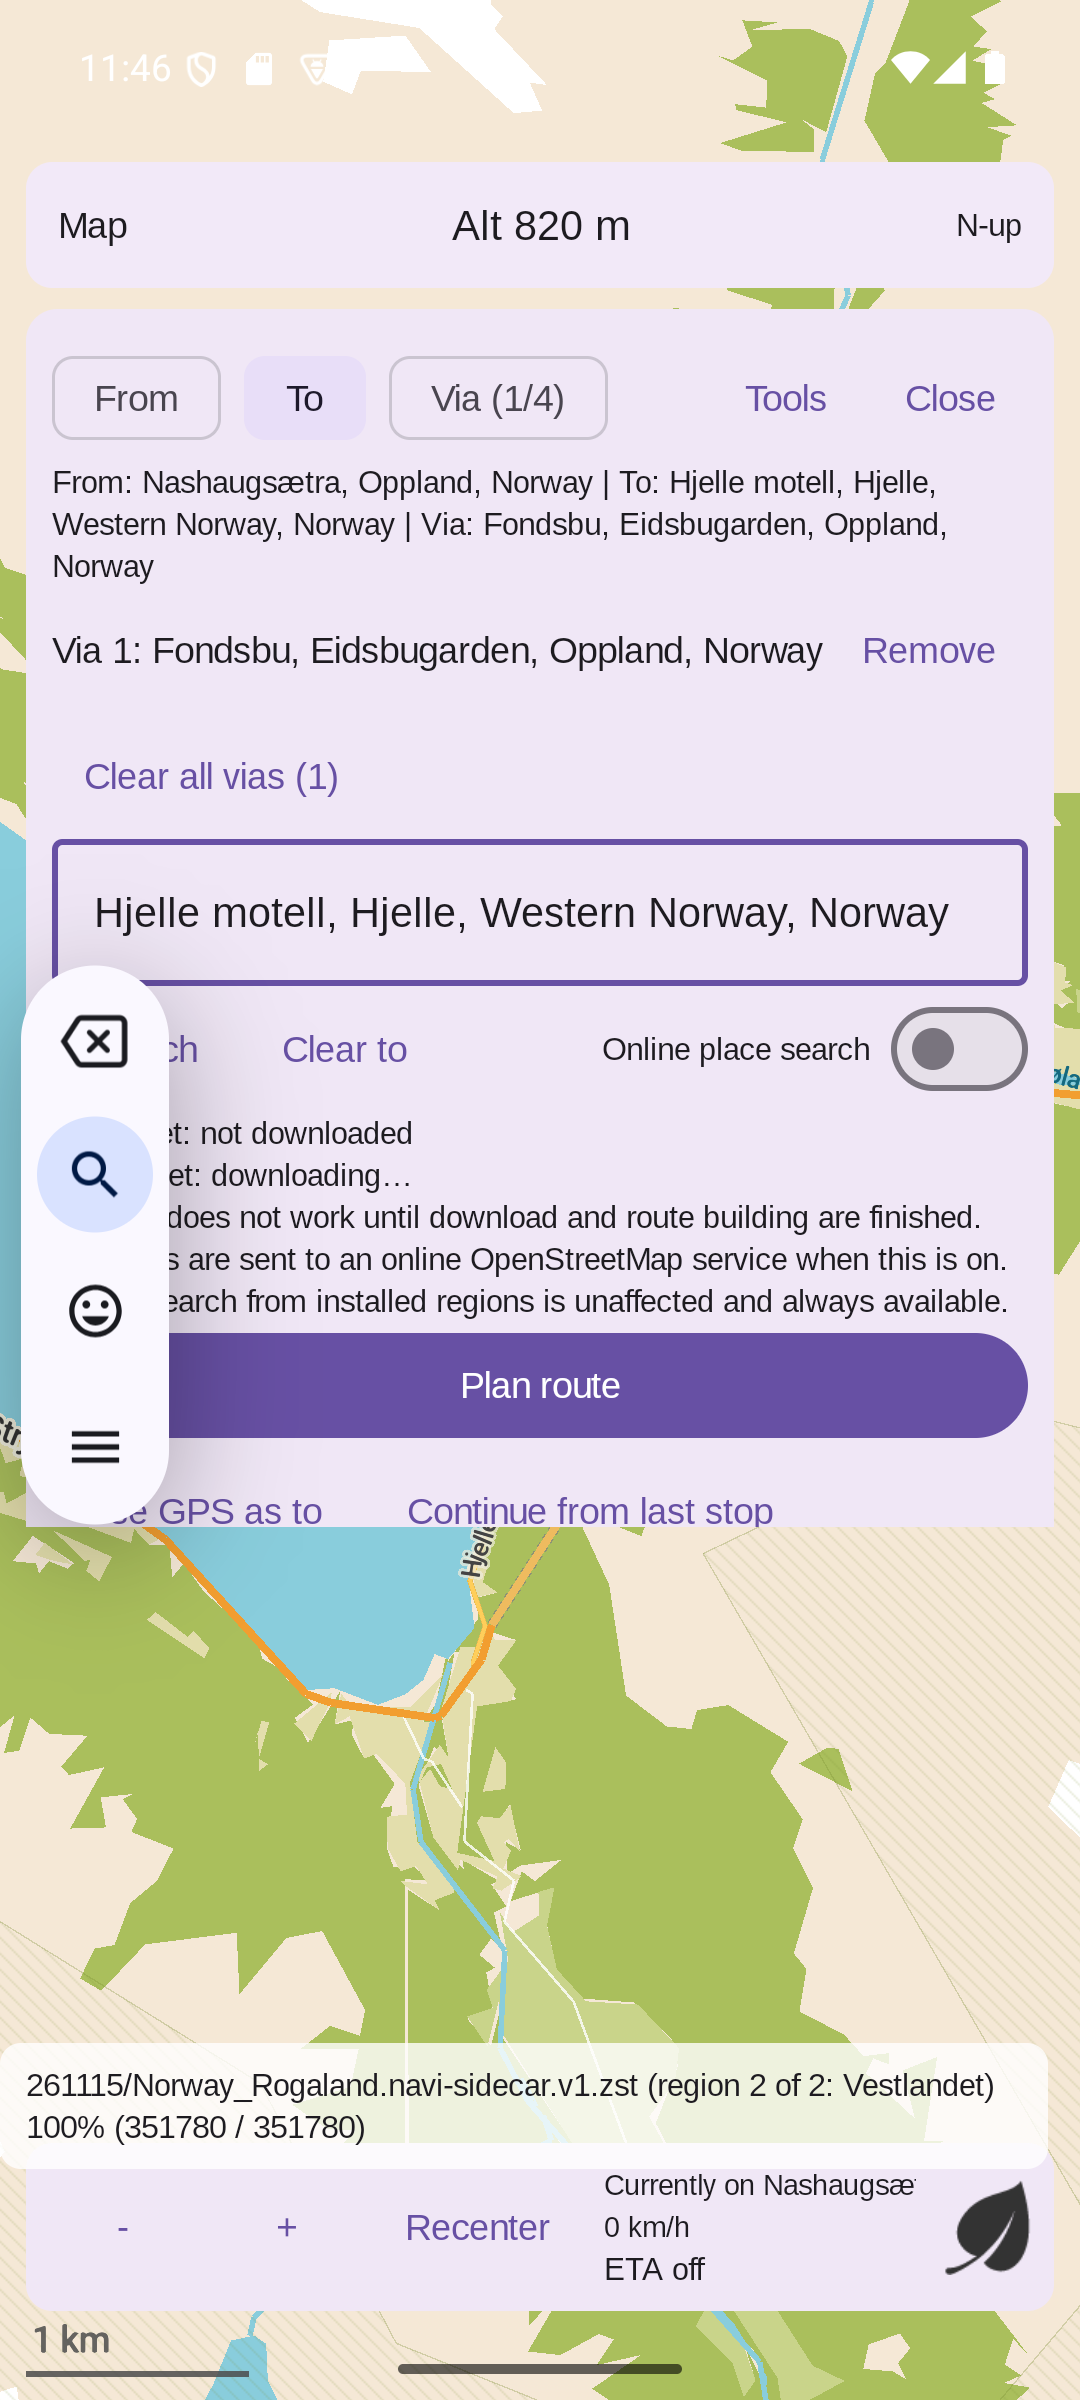 11:46
Map
Alt 820 m
N-up
From
To
Via (1/4)
Tools
Close
From: Nashaugsætra, Oppland, Norway | To: Hjelle motell, Hjelle,
Western Norway, Norway | Via: Fondsbu, Eidsbugarden, Oppland,
Norway
Via 1: Fondsbu, Eidsbugarden, Oppland, Norway
Remove
Clear all vias (1)
Hjelle motell, Hjelle, Western Norway, Norway
Clear to
Online place search
not downloaded
downloading…
does not work until download and route building are finished.
are sent to an online OpenStreetMap service when this is on.
from installed regions is unaffected and always available.
Plan route
GPS as to
Continue from last stop
Hjelle
261115/Norway_Rogaland.navi-sidecar.v1.zst (region 2 of 2: Vestlandet)
100% (351780 / 351780)
-
+
Recenter
Currently on
0 km/h
ETA off
1 km